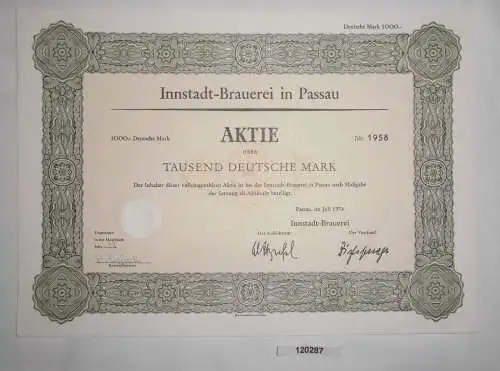 Deutsche Mark 1000.-
Innstadt-Brauerei in Passau
1000.- Deutsche Mark
AKTIE
Nr. 1958
über
TAUSEND DEUTSCHE MARK
Der Inhaber dieser volleingezahlten Aktie ist bei der Innstadt-Brauerei in Passau nach Maßgabe
der Satzung als Aktionär beteiligt.
Passau, im Juli 1974
Innstadt-Brauerei
Der Aufsichtsrat
Der Vorstand
120287